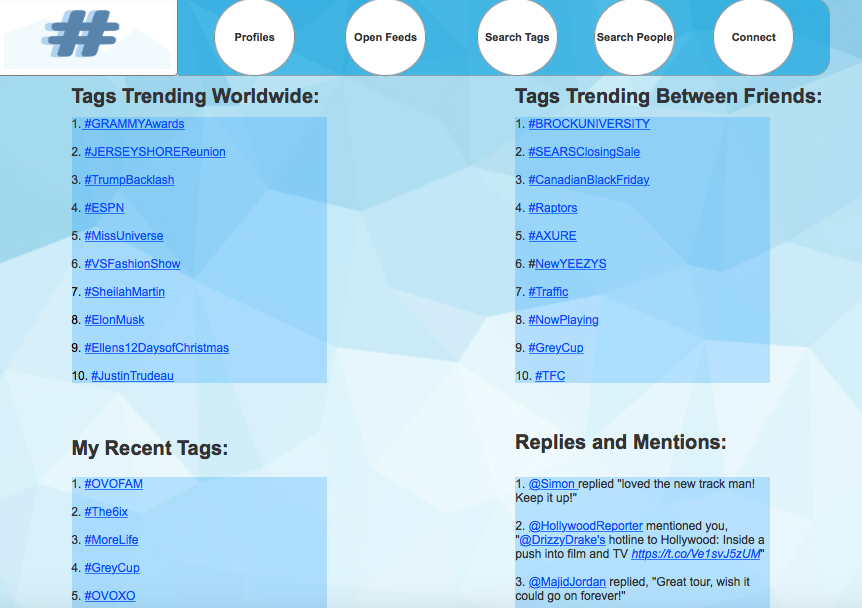 #
Profiles
Open Feeds
Search Tags
Search People
Connect
Tags Trending Worldwide:
1. #GRAMMYAwards
2. #JERSEYSHOREReunion
3. #TrumpBacklash
4. #ESPN
5. #MissUniverse
6. #VSFashionShow
7. #SheilahMartin
8. #ElonMusk
9. #Ellens12DaysofChristmas
10. #JustinTrudeau
Tags Trending Between Friends:
1. #BROCKUNIVERSITY
2. #SEARSClosingSale
3. #CanadianBlackFriday
4. #Raptors
5. #AXURE
6. #NewYEEZYS
7. #Traffic
8. #NowPlaying
9. #GreyCup
10. #TFC
My Recent Tags:
1. #OVOFAM
2. #The6ix
3. #MoreLife
4. #GreyCup
5. #OVOXO
Replies and Mentions:
1. @Simon replied "loved the new track man!
Keep it up!"
2. @HollywoodReporter mentioned you,
"@DrizzyDrake's hotline to Hollywood: Inside a
push into film and TV https://t.co/Ve1svJ5zUM"
3. @MajidJordan replied, "Great tour, wish it
could go on forever!"